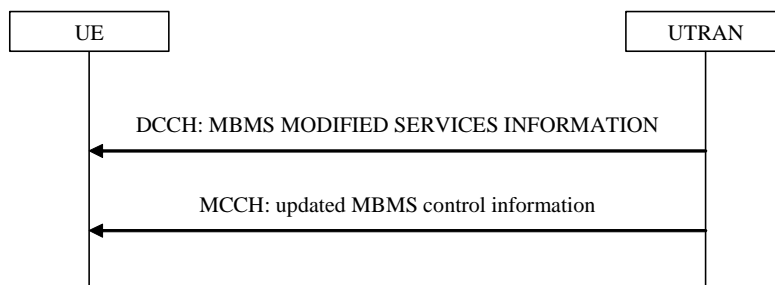 UE
UTRAN
DCCH: MBMS MODIFIED SERVICES INFORMATION
MCCH: updated MBMS control information